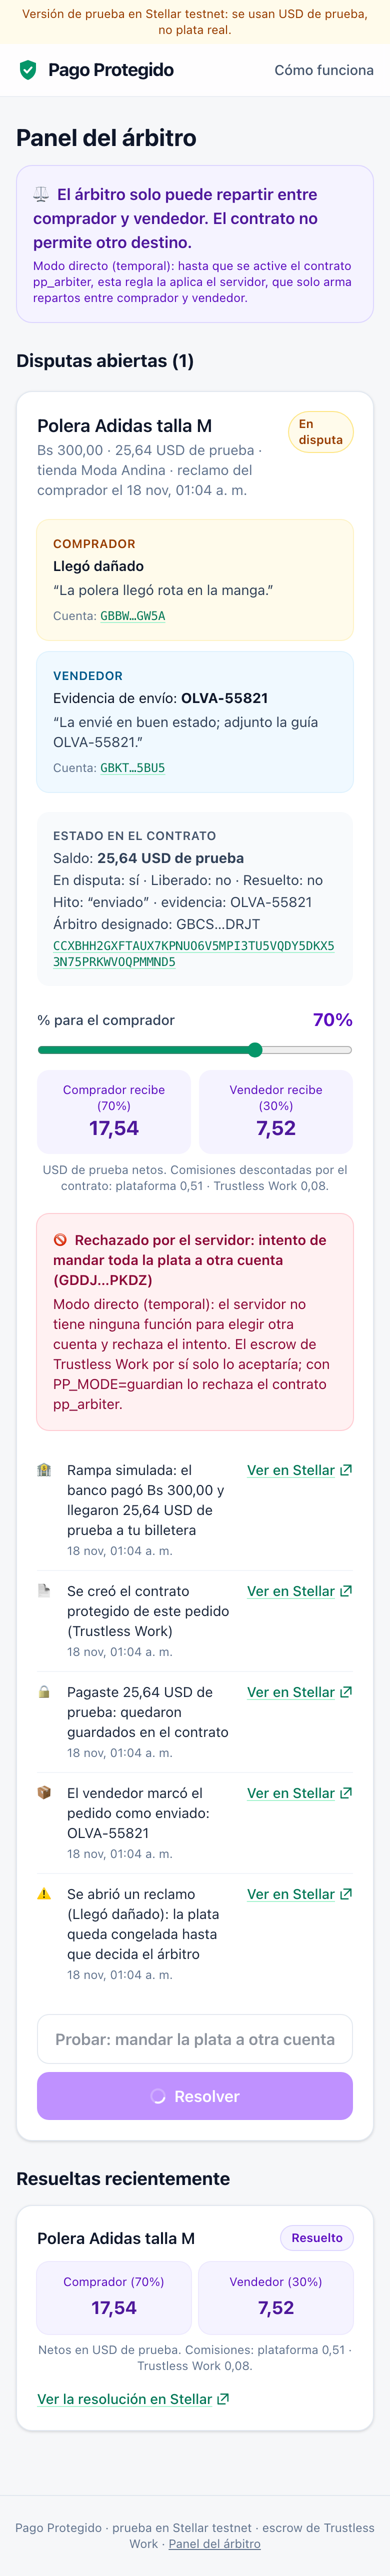 Versión de prueba en Stellar testnet: se usan USD de prueba,
no plata real.
Pago Protegido
Cómo funciona
Panel del árbitro
El árbitro solo puede repartir entre
comprador y vendedor. El contrato no
permite otro destino.
Modo directo (temporal): hasta que se active el contrato
pp_arbiter, esta regla la aplica el servidor, que solo arma
repartos entre comprador y vendedor.
Disputas abiertas (1)
Polera Adidas talla M
En
disputa
Bs 300,00 · 25,64 USD de prueba ·
tienda Moda Andina · reclamo del
comprador el 18 nov, 01:04 a. m.
COMPRADOR
Llegó dañado
“La polera llegó rota en la manga.”
Cuenta: GBBW…GW5A
VENDEDOR
Evidencia de envío: OLVA-55821
“La envié en buen estado; adjunto la guía
OLVA-55821.”
Cuenta: GBKT…5BU5
ESTADO EN EL CONTRATO
Saldo: 25,64 USD de prueba
En disputa: sí · Liberado: no · Resuelto: no
Hito: “enviado” · evidencia: OLVA-55821
Árbitro designado: GBCS…DRJT
CCXBHH2GXFTAUX7KPNUO6V5MPI3TU5VQDY5DKX5
3N75PRKWVOQPMMND5
% para el comprador
70%
Comprador recibe
(70%)
17,54
Vendedor recibe
(30%)
7,52
USD de prueba netos. Comisiones descontadas por el
contrato: plataforma 0,51 · Trustless Work 0,08.
Rechazado por el servidor: intento de
mandar toda la plata a otra cuenta
(GDDJ…PKDZ)
Modo directo (temporal): el servidor no
tiene ninguna función para elegir otra
cuenta y rechaza el intento. El escrow de
Trustless Work por sí solo lo aceptaría; con
PP_MODE=guardian lo rechaza el contrato
pp_arbiter.
Rampa simulada: el
banco pagó Bs 300,00 y
llegaron 25,64 USD de
prueba a tu billetera
18 nov, 01:04 a. m.
Ver en Stellar
Se creó el contrato
protegido de este pedido
(Trustless Work)
18 nov, 01:04 a. m.
Ver en Stellar
Pagaste 25,64 USD de
prueba: quedaron
guardados en el contrato
18 nov, 01:04 a. m.
Ver en Stellar
El vendedor marcó el
pedido como enviado:
OLVA-55821
18 nov, 01:04 a. m.
Ver en Stellar
Se abrió un reclamo
(Llegó dañado): la plata
queda congelada hasta
que decida el árbitro
18 nov, 01:04 a. m.
Ver en Stellar
Probar: mandar la plata a otra cuenta
Resolver
Resueltas recientemente
Polera Adidas talla M
Resuelto
Comprador (70%)
17,54
Vendedor (30%)
7,52
Netos en USD de prueba. Comisiones: plataforma 0,51 ·
Trustless Work 0,08.
Ver la resolución en Stellar
Pago Protegido · prueba en Stellar testnet · escrow de Trustless
Work · Panel del árbitro